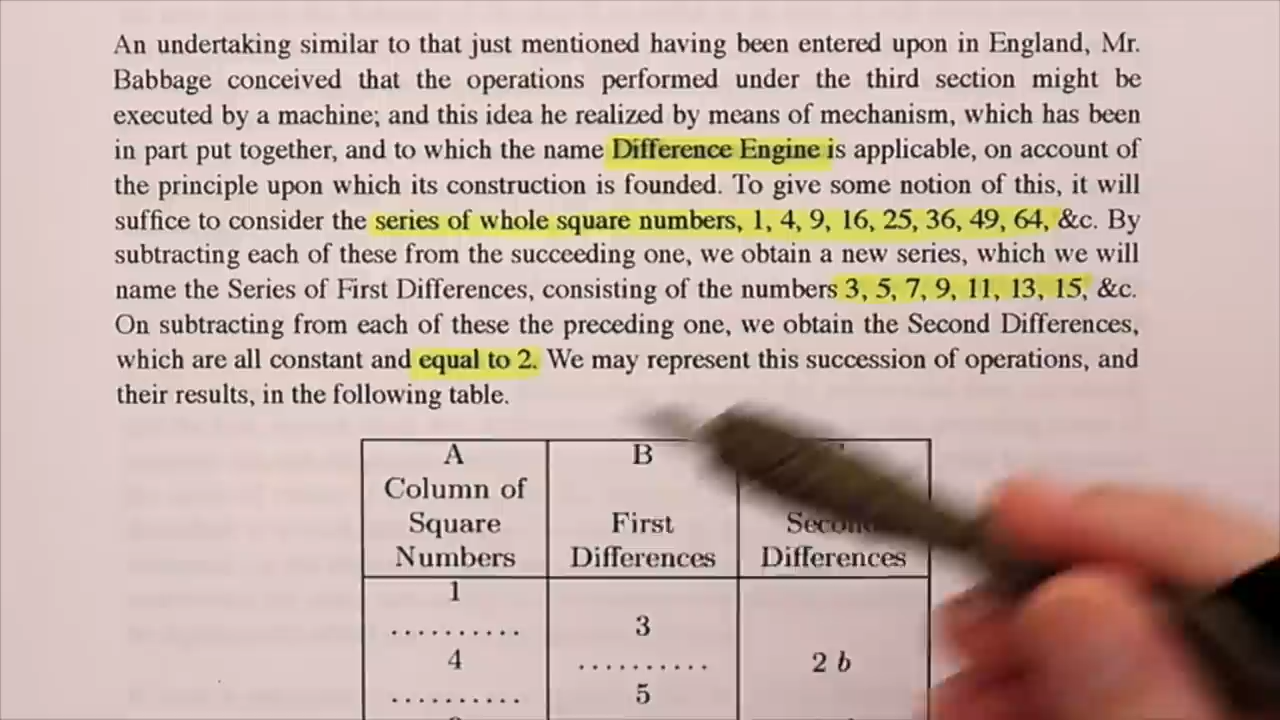 An undertaking similar to that just mentioned having been entered upon in England, Mr.
Babbage conceived that the operations performed under the third section might be
executed by a machine; and this idea he realized by means of mechanism, which has been
in part put together, and to which the name Difference Engine is applicable, on account of
the principle upon which its construction is founded. To give some notion of this, it will
suffice to consider the series of whole square numbers, 1, 4, 9, 16, 25, 36, 49, 64, &c. By
subtracting each of these from the succeeding one, we obtain a new series, which we will
name the Series of First Differences, consisting of the numbers 3, 5, 7, 9, 11, 13, 15, &c.
On subtracting from each of these the preceding one, we obtain the Second Differences,
which are all constant and equal to 2. We may represent this succession of operations, and
their results, in the following table.
A B
Column of
Square First
Numbers Differences Differences
1
.......... 3
4 .......... 2 b
.......... 5